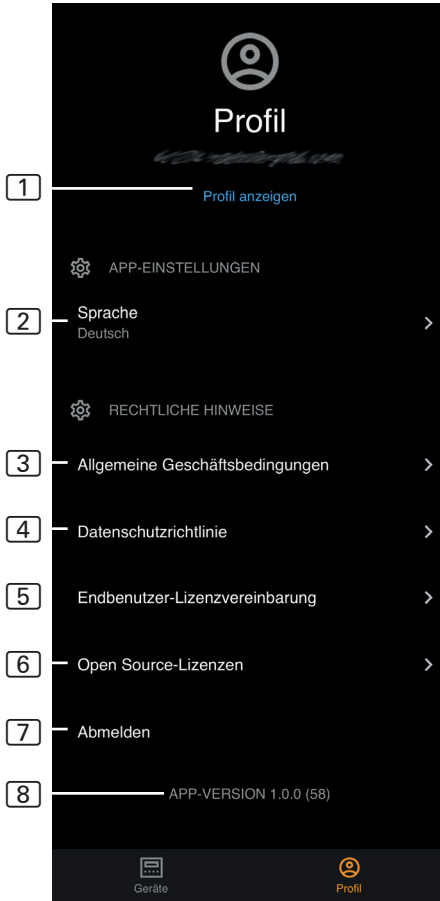 Profil
1 Profil anzeigen
APP-EINSTELLUNGEN
2 Sprache
Deutsch
RECHTLICHE HINWEISE
3 Allgemeine Geschäftsbedingungen
4 Datenschutzrichtlinie
5 Endbenutzer-Lizenzvereinbarung
6 Open Source-Lizenzen
7 Abmelden
8 APP-VERSION 1.0.0 (58)
Geräte Profil